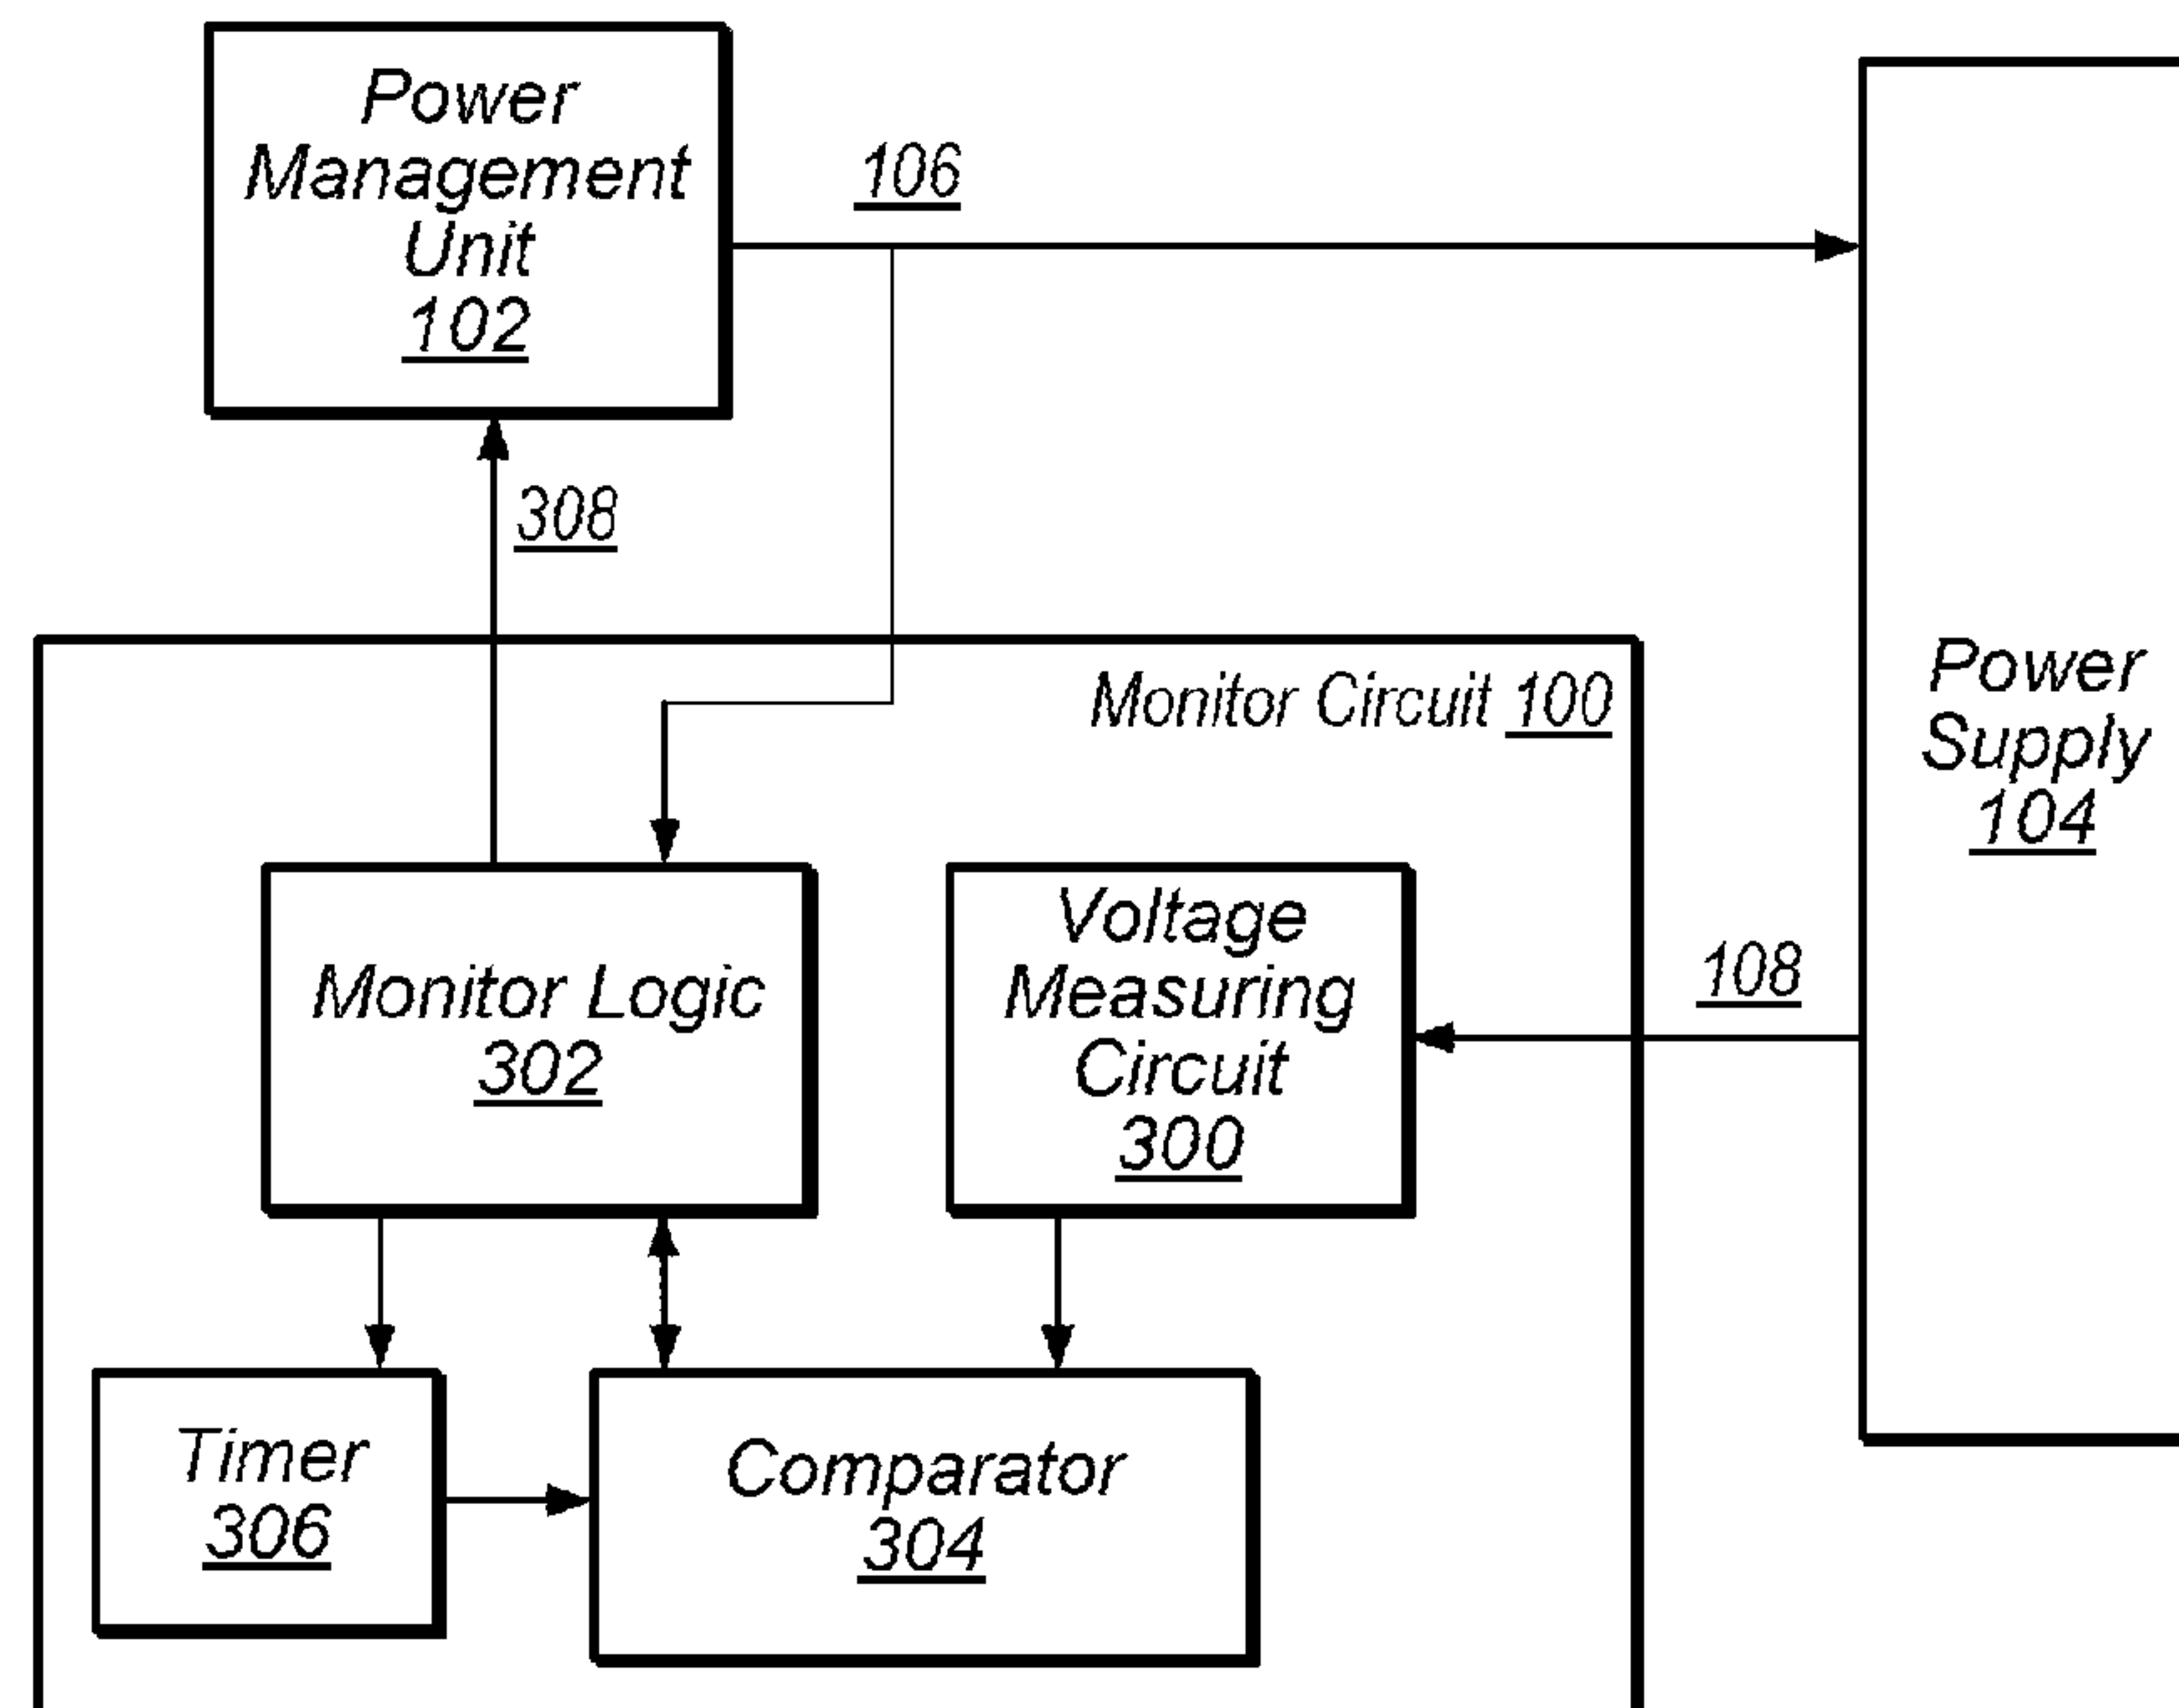 Power
Management
Unit
102
106
308
Monitor Circuit 100
Power
Supply
104
Monitor Logic
302
Voltage
Measuring
Circuit
300
108
Timer
306
Comparator
304